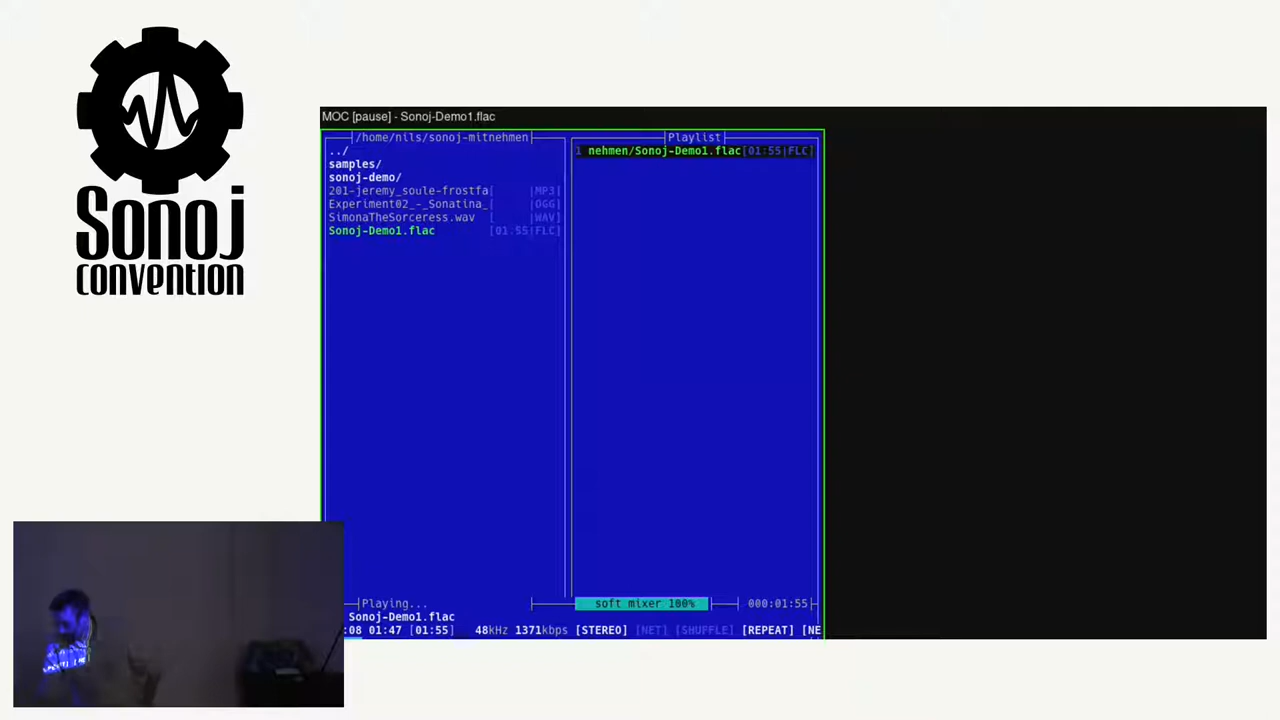 Sonoj
convention
MOC [pause] - Sonoj-Demo1.flac
/home/nils/sonoj-mitnehmen
../
samples/
sonoj-demo/
201-jeremy_soule-frostfa[ |MP3]
Experiment02_-_Sonatina_[ |OGG]
SimonaTheSorceress.wav [ |WAV]
Sonoj-Demo1.flac [01:55|FLC]
Playlist
1 nehmen/Sonoj-Demo1.flac[01:55|FLC]
Playing... soft mixer 100% 000:01:55
Sonoj-Demo1.flac
:08 01:47 [01:55] 48kHz 1371kbps [STEREO] [NET] [SHUFFLE] [REPEAT] [NE